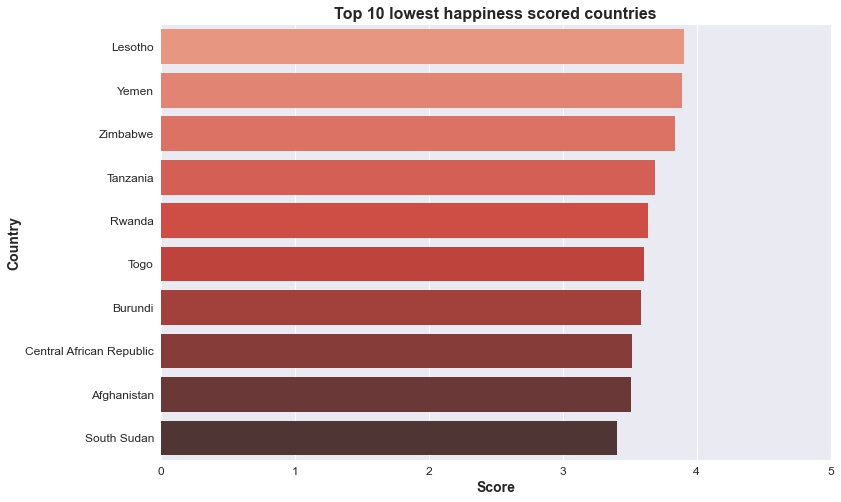 Top 10 lowest happiness scored countries
Country
Lesotho
Yemen
Zimbabwe
Tanzania
Rwanda
Togo
Burundi
Central African Republic
Afghanistan
South Sudan
0 1 2 3 4 5
Score